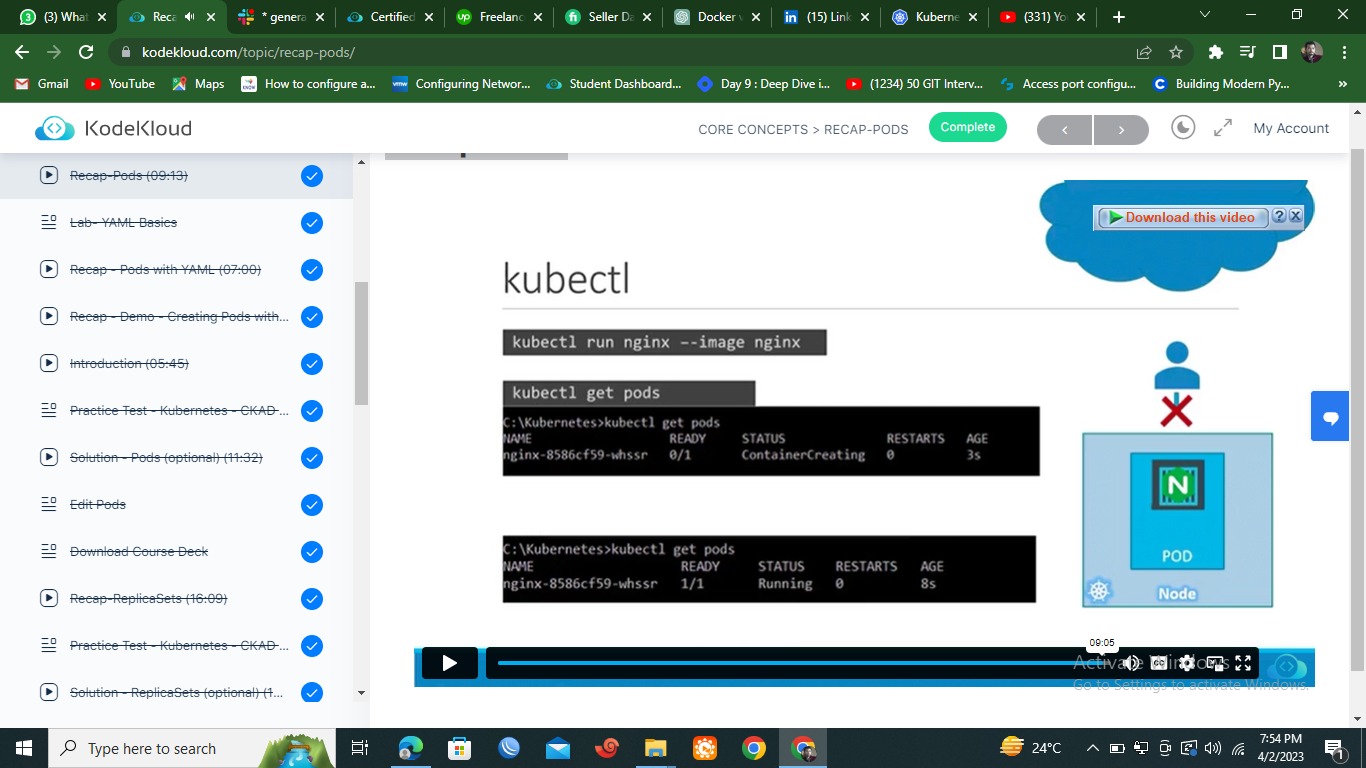 (3) What
Reca
* genera
Certified
Freelanc
Seller Da
Docker v
(15) Link
Kuberne
(331) Yo
kodekloud.com/topic/recap-pods/
Gmail
YouTube
Maps
How to configure a...
Configuring Networ...
Student Dashboard...
Day 9 : Deep Dive i...
(1234) 50 GIT Interv...
Access port configu...
Building Modern Py...
»
KodeKloud
CORE CONCEPTS > RECAP-PODS
Complete
My Account
Recap-Pods (09:13)
Lab- YAML Basics
Recap - Pods with YAML (07:00)
Recap - Demo - Creating Pods with...
Introduction (05:45)
Practice Test - Kubernetes - CKAD ...
Solution - Pods (optional) (11:32)
Edit Pods
Download Course Deck
Recap-ReplicaSets (16:09)
Practice Test - Kubernetes - CKAD ...
Solution - ReplicaSets (optional) (1...
Download this video ? X
kubectl
kubectl run nginx --image nginx
kubectl get pods
C:\Kubernetes>kubectl get pods
NAME READY STATUS RESTARTS AGE
nginx-8586cf59-whssr 0/1 ContainerCreating 0 3s
C:\Kubernetes>kubectl get pods
NAME READY STATUS RESTARTS AGE
nginx-8586cf59-whssr 1/1 Running 0 8s
N
POD
Node
09:05
CC
Activate Windows
Go to Settings to activate Windows.
Type here to search
24°C
7:54 PM
4/2/2023
1